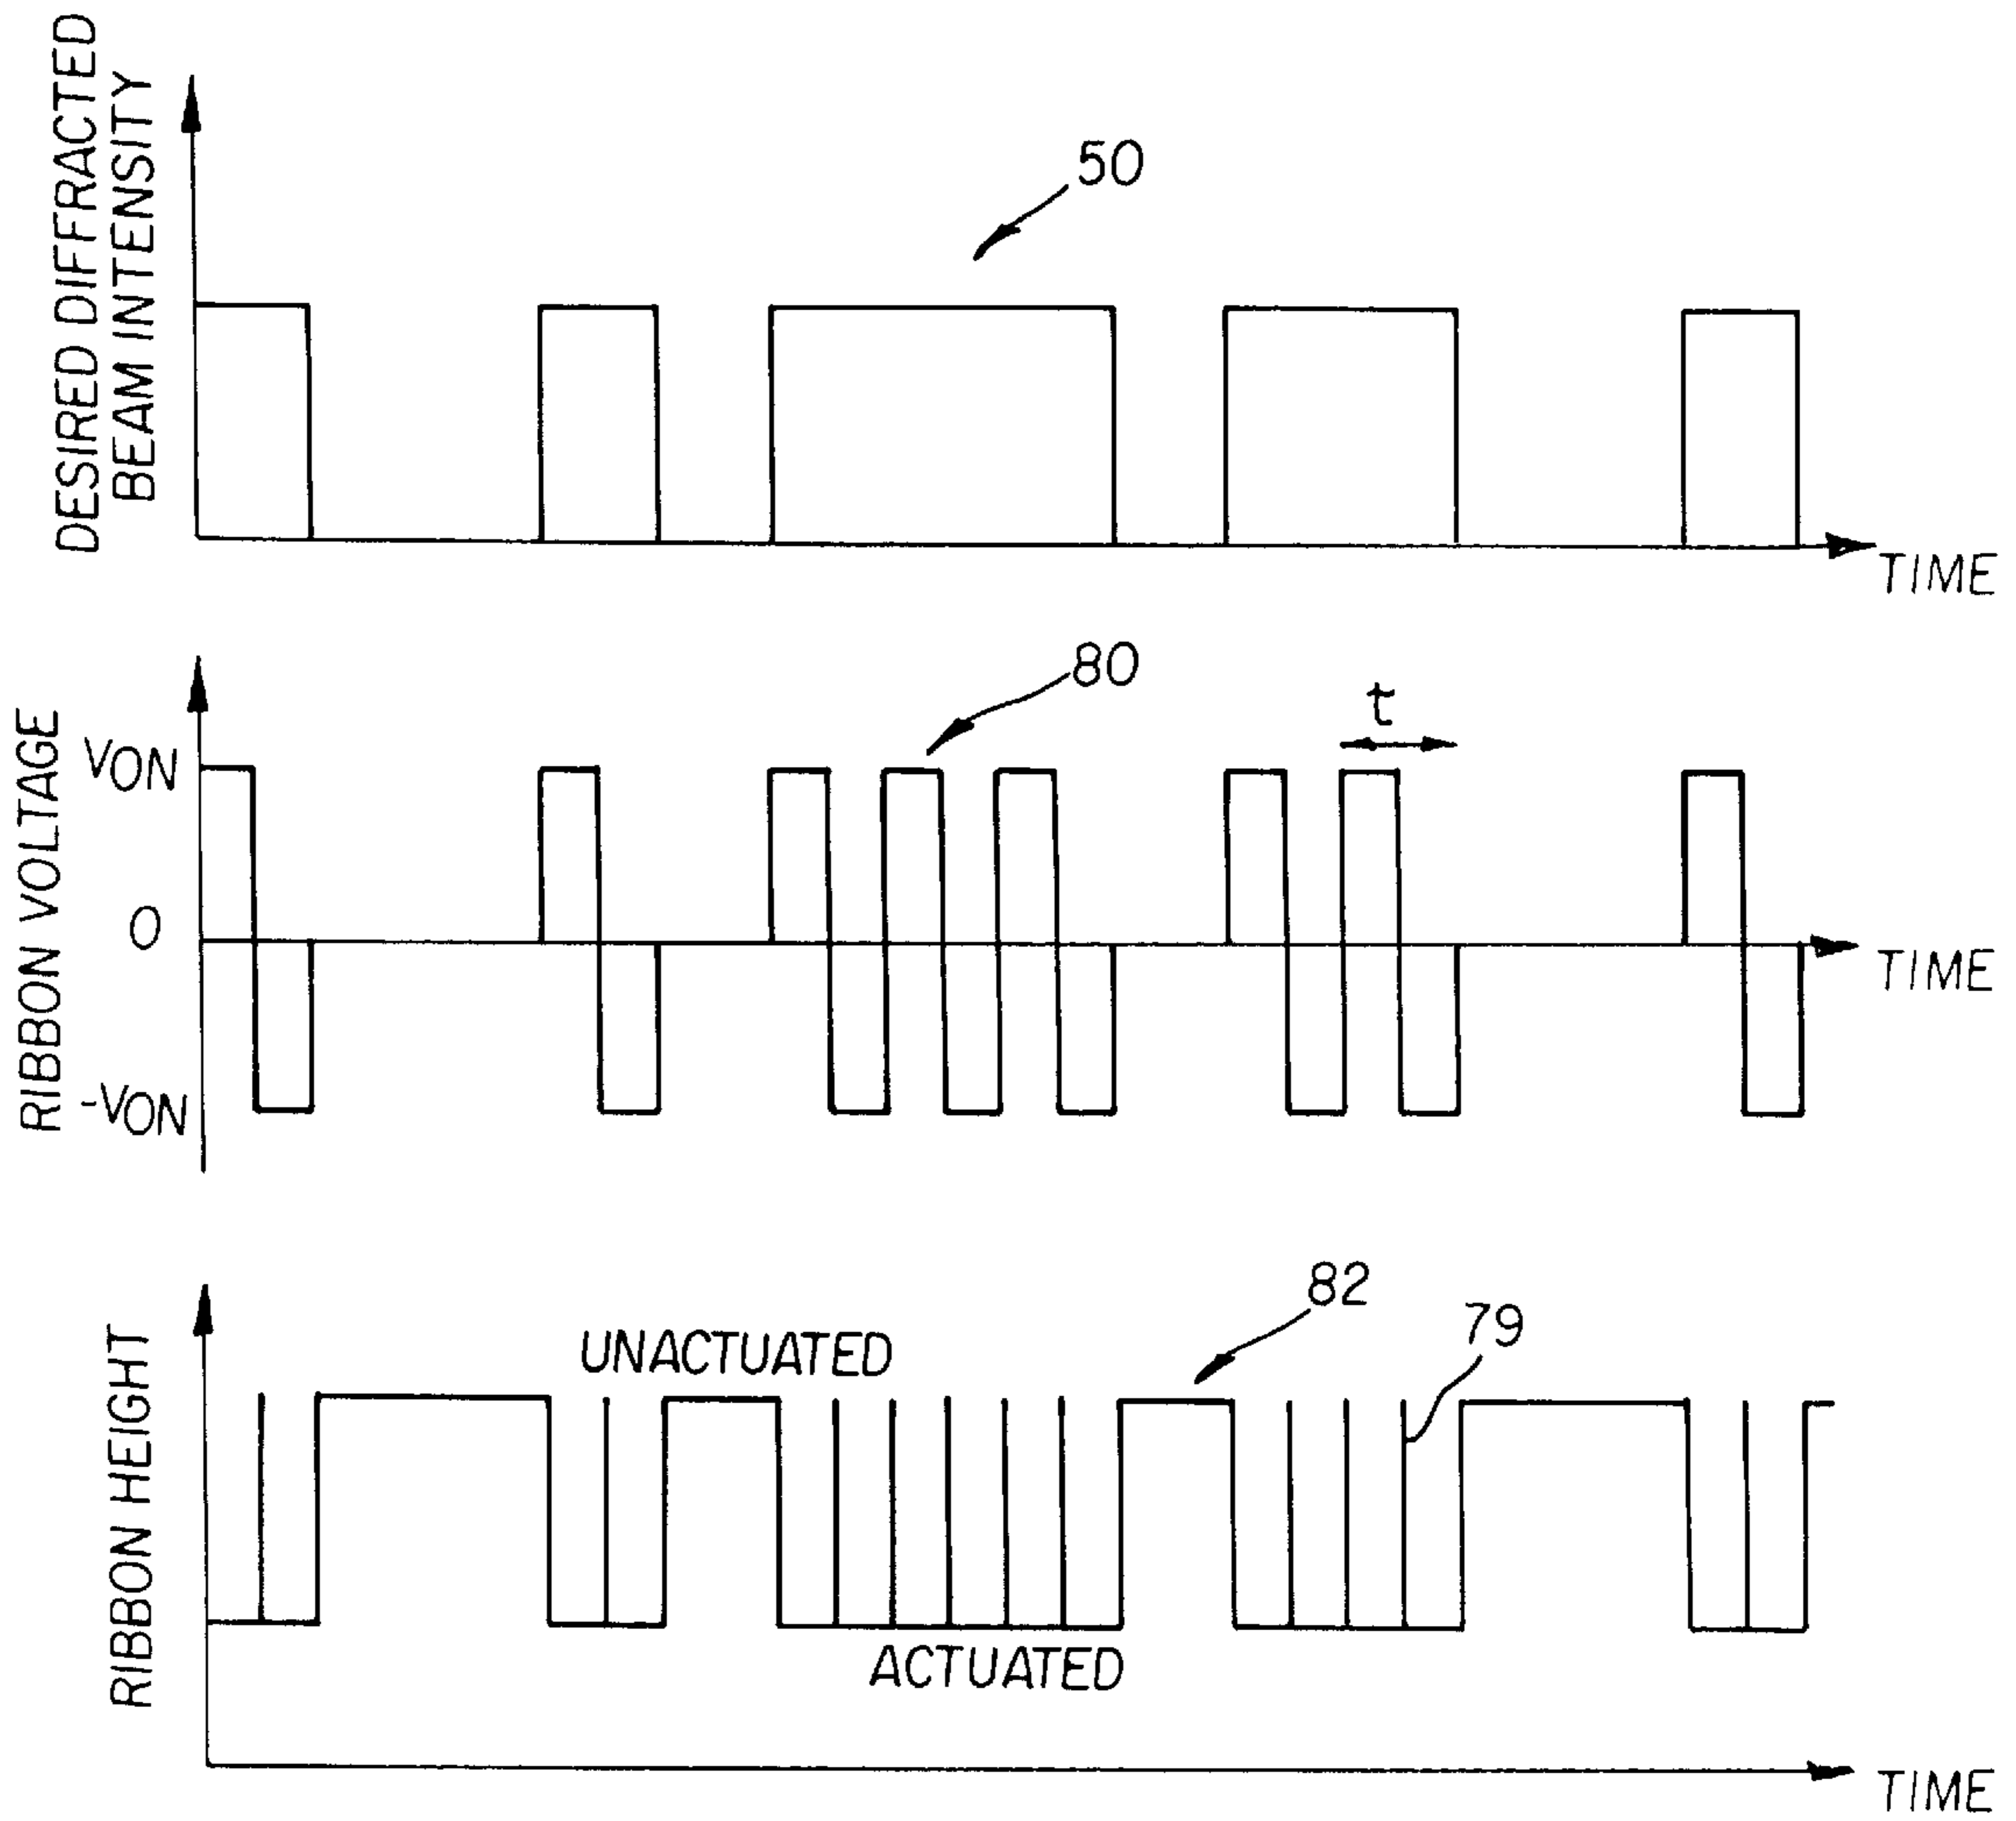 DESIRED DIFFRACTED
BEAM INTENSITY
50
TIME
RIBBON VOLTAGE
VON
0
-VON
80
t
TIME
RIBBON HEIGHT
UNACTUATED
82
79
ACTUATED
TIME